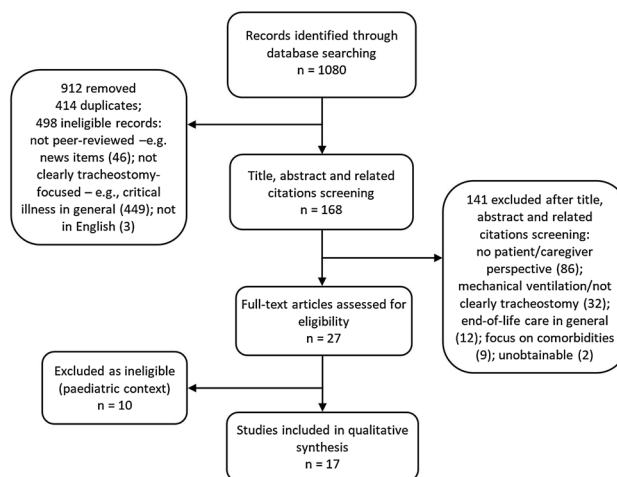 Records identified through
database searching
n = 1080
912 removed
414 duplicates;
498 ineligible records:
not peer-reviewed –e.g.
news items (46); not
clearly tracheostomy-
focused – e.g., critical
illness in general (449); not
in English (3)
Title, abstract and related
citations screening
n = 168
141 excluded after title,
abstract and related
citations screening:
no patient/caregiver
perspective (86);
mechanical ventilation/not
clearly tracheostomy (32);
end-of-life care in general
(12); focus on comorbidities
(9); unobtainable (2)
Full-text articles assessed for
eligibility
n = 27
Excluded as ineligible
(paediatric context)
n = 10
Studies included in qualitative
synthesis
n = 17